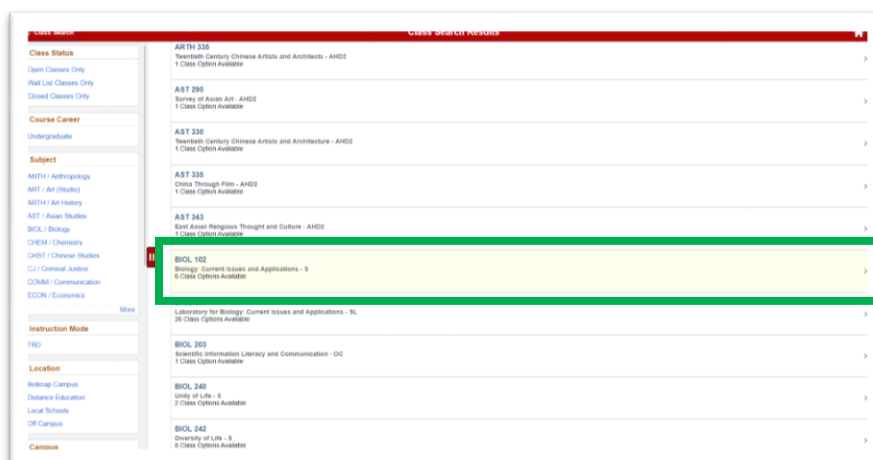 Class Search
Class Search Results
Class Status
Open Classes Only
Wait List Classes Only
Closed Classes Only
Course Career
Undergraduate
Subject
ANTH / Anthropology
ART / Art (Studio)
ARTH / Art History
AST / Asian Studies
BIOL / Biology
CHEM / Chemistry
CHST / Chinese Studies
CJ / Criminal Justice
COMM / Communication
ECON / Economics
More
Instruction Mode
TBD
Location
Belknap Campus
Distance Education
Local Schools
Off Campus
Campus
ARTH 335
Twentieth Century Chinese Artists and Architects - AHD2
1 Class Option Available
AST 290
Survey of Asian Art - AHD2
1 Class Option Available
AST 330
Twentieth Century Chinese Artists and Architecture - AHD2
1 Class Option Available
AST 335
China Through Film - AHD2
1 Class Option Available
AST 343
East Asian Religious Thought and Culture - AHD2
1 Class Option Available
BIOL 102
Biology: Current Issues and Applications - S
6 Class Options Available
Laboratory for Biology: Current Issues and Applications - SL
26 Class Options Available
BIOL 203
Scientific Information Literacy and Communication - OC
1 Class Option Available
BIOL 240
Unity of Life - S
2 Class Options Available
BIOL 242
Diversity of Life - S
8 Class Options Available